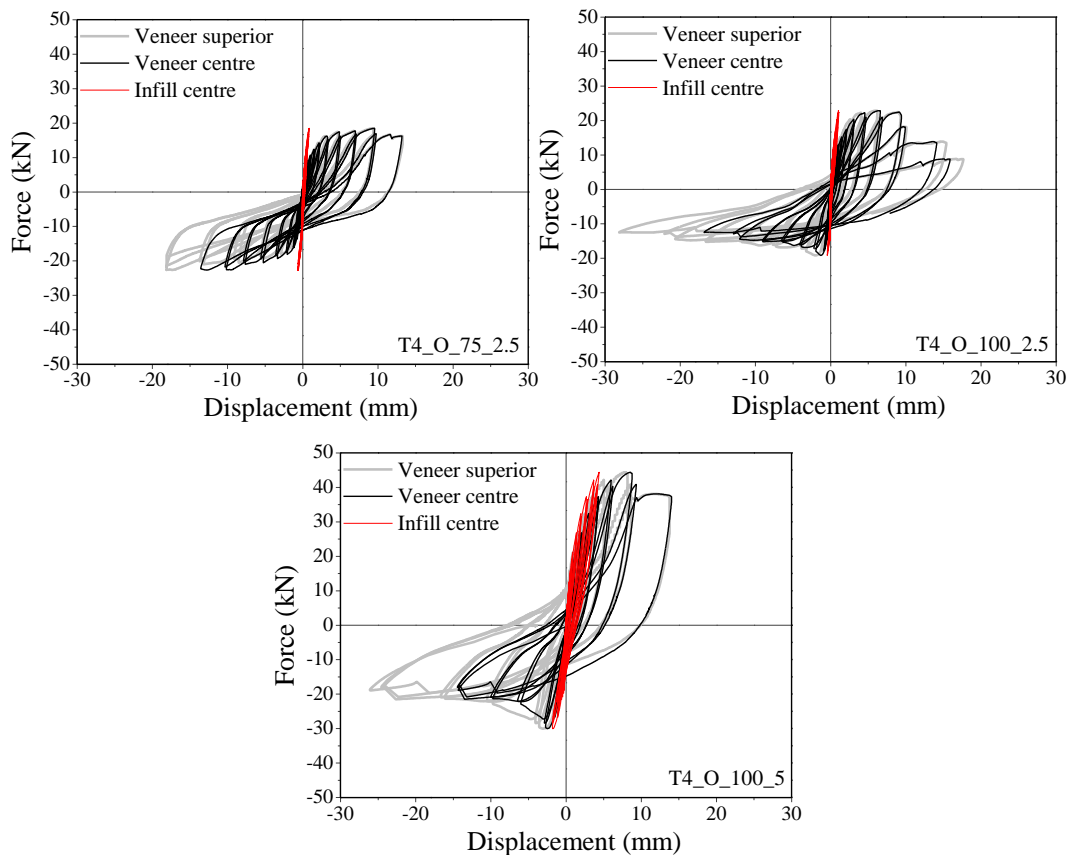 50
40
30
20
10
0
-10
-20
-30
-40
-50
Force (kN)
Veneer superior
Veneer centre
Infill centre
T4_O_75_2.5
-30 -20 -10 0 10 20 30
Displacement (mm)
50
40
30
20
10
0
-10
-20
-30
-40
-50
Force (kN)
Veneer superior
Veneer centre
Infill centre
T4_O_100_2.5
-30 -20 -10 0 10 20 30
Displacement (mm)
50
40
30
20
10
0
-10
-20
-30
-40
-50
Force (kN)
Veneer superior
Veneer centre
Infill centre
T4_O_100_5
-30 -20 -10 0 10 20 30
Displacement (mm)